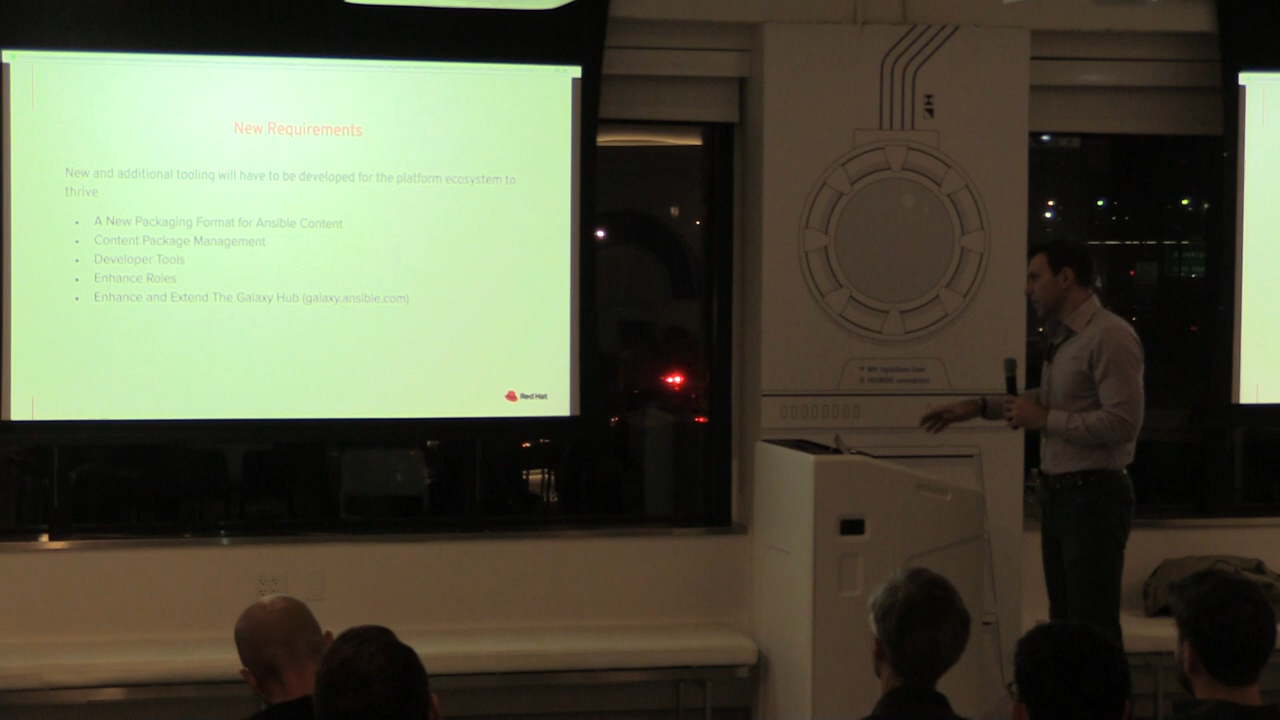 New Requirements
New and additional tooling will have to be developed for the platform ecosystem to
thrive
• A New Packaging Format for Ansible Content
• Content Package Management
• Developer Tools
• Enhance Roles
• Enhance and Extend The Galaxy Hub (galaxy.ansible.com)
Red Hat